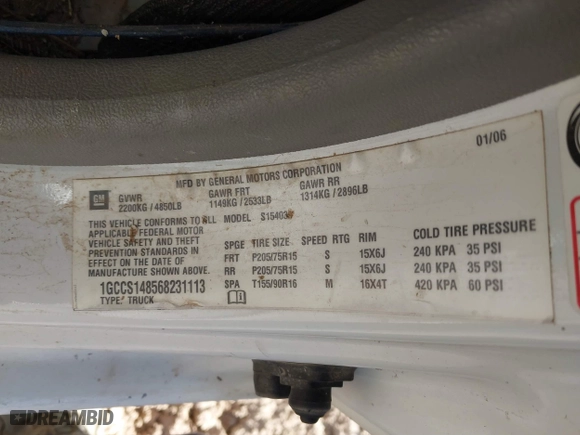 01/06
MFD BY GENERAL MOTORS CORPORATION
GM
GVWR GAWR FRT GAWR RR
2200KG / 4850LB 1149KG / 2533LB 1314KG / 2896LB
THIS VEHICLE CONFORMS TO ALL MODEL
APPLICABLE FEDERAL MOTOR
VEHICLE SAFETY AND THEFT
PREVENTION STANDARDS IN
EFFECT ON THE DATE OF
MANUFACTURE SHOWN ABOVE.
1GCCS148568231113
TYPE: TRUCK
COLD TIRE PRESSURE
SPGE TIRE SIZE SPEED RTG RIM
FRT P205/75R15 S 15X6J 240 KPA 35 PSI
RR P205/75R15 S 15X6J 240 KPA 35 PSI
SPA T155/90R16 M 16X4T 420 KPA 60 PSI
DREAMBID